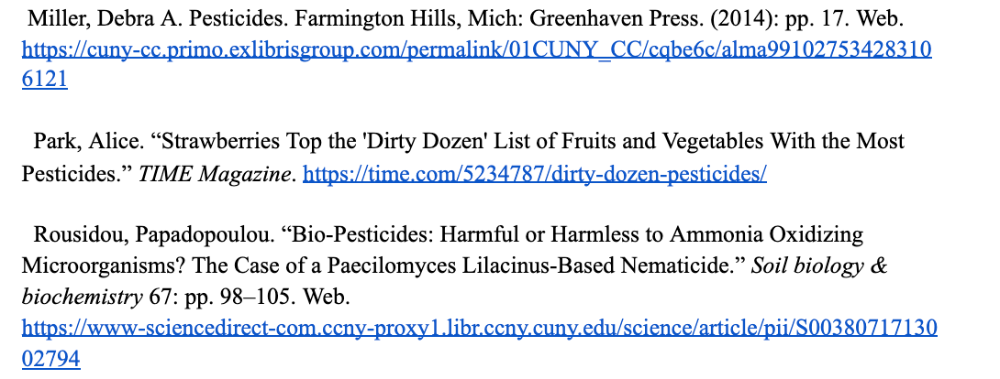 Miller, Debra A. Pesticides. Farmington Hills, Mich: Greenhaven Press. (2014): pp. 17. Web.
https://cuny-cc.primo.exlibrisgroup.com/permalink/01CUNY_CC/cqbe6c/alma99102753428310
6121
Park, Alice. “Strawberries Top the 'Dirty Dozen' List of Fruits and Vegetables With the Most
Pesticides.” TIME Magazine. https://time.com/5234787/dirty-dozen-pesticides/
Rousidou, Papadopoulou. “Bio-Pesticides: Harmful or Harmless to Ammonia Oxidizing
Microorganisms? The Case of a Paecilomyces Lilacinus-Based Nematicide.” Soil biology &
biochemistry 67: pp. 98–105. Web.
https://www-sciencedirect-com.ccny-proxy1.libr.ccny.cuny.edu/science/article/pii/S00380717130
02794